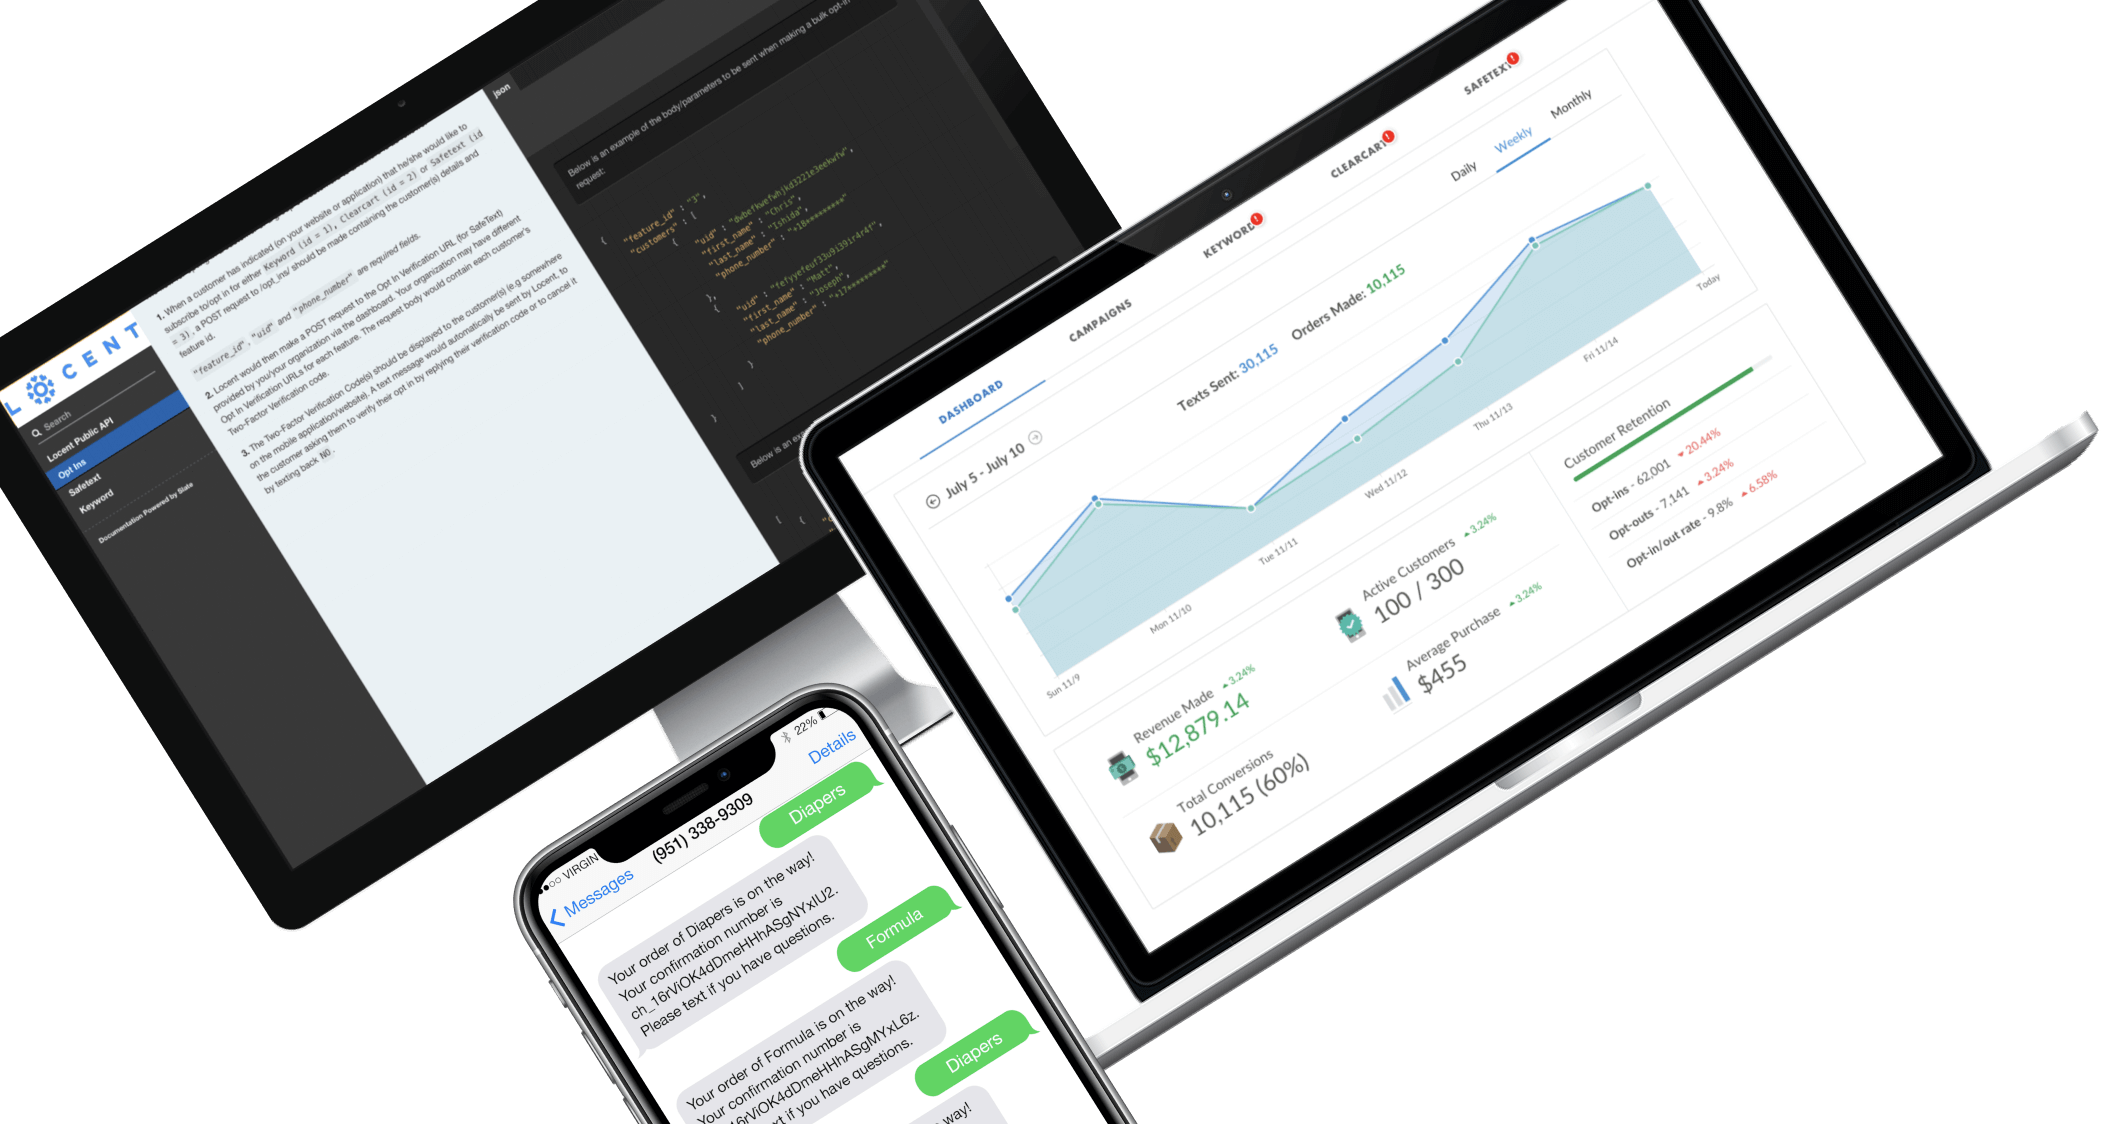 L CENT
Search
Locent Public API
Opt Ins
Safetext
Keyword
Documentation Powered by Slate
1. When a customer has indicated (on your website or application) that he/she would like to
subscribe to/opt in for either Keyword (id = 1), Clearcart (id = 2) or Safetext (id
= 3), a POST request to /opt_ins/ should be made containing the customer(s) details and
feature id.
"feature_id", "uid" and "phone_number" are required fields.
2. Locent would then make a POST request to the Opt In Verification URL (for SafeText)
provided by you/your organization via the dashboard. Your organization may have different
Opt In Verification URLs for each feature. The request body would contain each customer's
Two-Factor Verification code.
3. The Two-Factor Verification Code(s) should be displayed to the customer(s) (e.g somewhere
on the mobile application/website). A text message would automatically be sent by Locent, to
the customer asking them to verify their opt in by replying their verification code or to cancel it
by texting back NO.
json
Below is an example of the body/parameters to be sent when making a bulk opt-in
request:
{
"feature_id" : "3",
"customers" : [
{
"first_name" : "Chris",
"last_name" : "Ishida",
"phone_number" : "+18*********"
},
{
"first_name" : "Matt",
"last_name" : "Joseph",
"phone_number" : "+17*********"
}
]
}
Below is an exa
[ {
DASHBOARD
CAMPAIGNS
KEYWORD !
CLEARCART !
SAFETEXT !
July 5 - July 10
Texts Sent: 30,115
Orders Made: 10,115
Daily
Weekly
Monthly
Sun 11/9
Mon 11/10
Tue 11/11
Wed 11/12
Thu 11/13
Fri 11/14
Today
Revenue Made 3.24%
$12,879.14
Active Customers 3.24%
100 / 300
Total Conversions
10,115 (60%)
Average Purchase 3.24%
$455
Customer Retention
Opt-ins - 62,001 20.44%
Opt-outs - 7,141 3.24%
Opt-in/out rate - 9.8% 6.58%
VIRGIN
22%
Messages
(951) 338-9309
Details
Diapers
Your order of Diapers is on the way!
Your confirmation number is
ch_16rViOK4dDmeHHhASgNYxIU2.
Please text if you have questions.
Formula
Your order of Formula is on the way!
Your confirmation number is
16rViOK4dDmeHHhASgMYxL6z.
xt if you have questions.
Diapers
way!